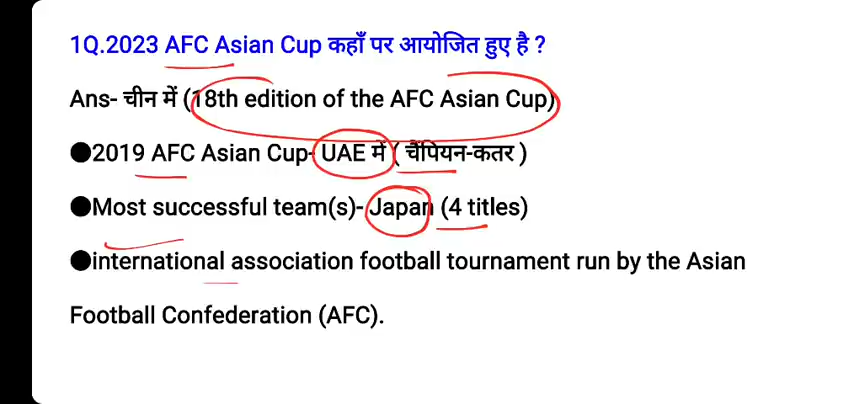 1Q.2023 AFC Asian Cup कहाँ पर आयोजित हुए है ?
Ans- चीन में (18th edition of the AFC Asian Cup)
●2019 AFC Asian Cup- UAE में ( चैंपियन-कतर )
●Most successful team(s)- Japan (4 titles)
●international association football tournament run by the Asian
Football Confederation (AFC).